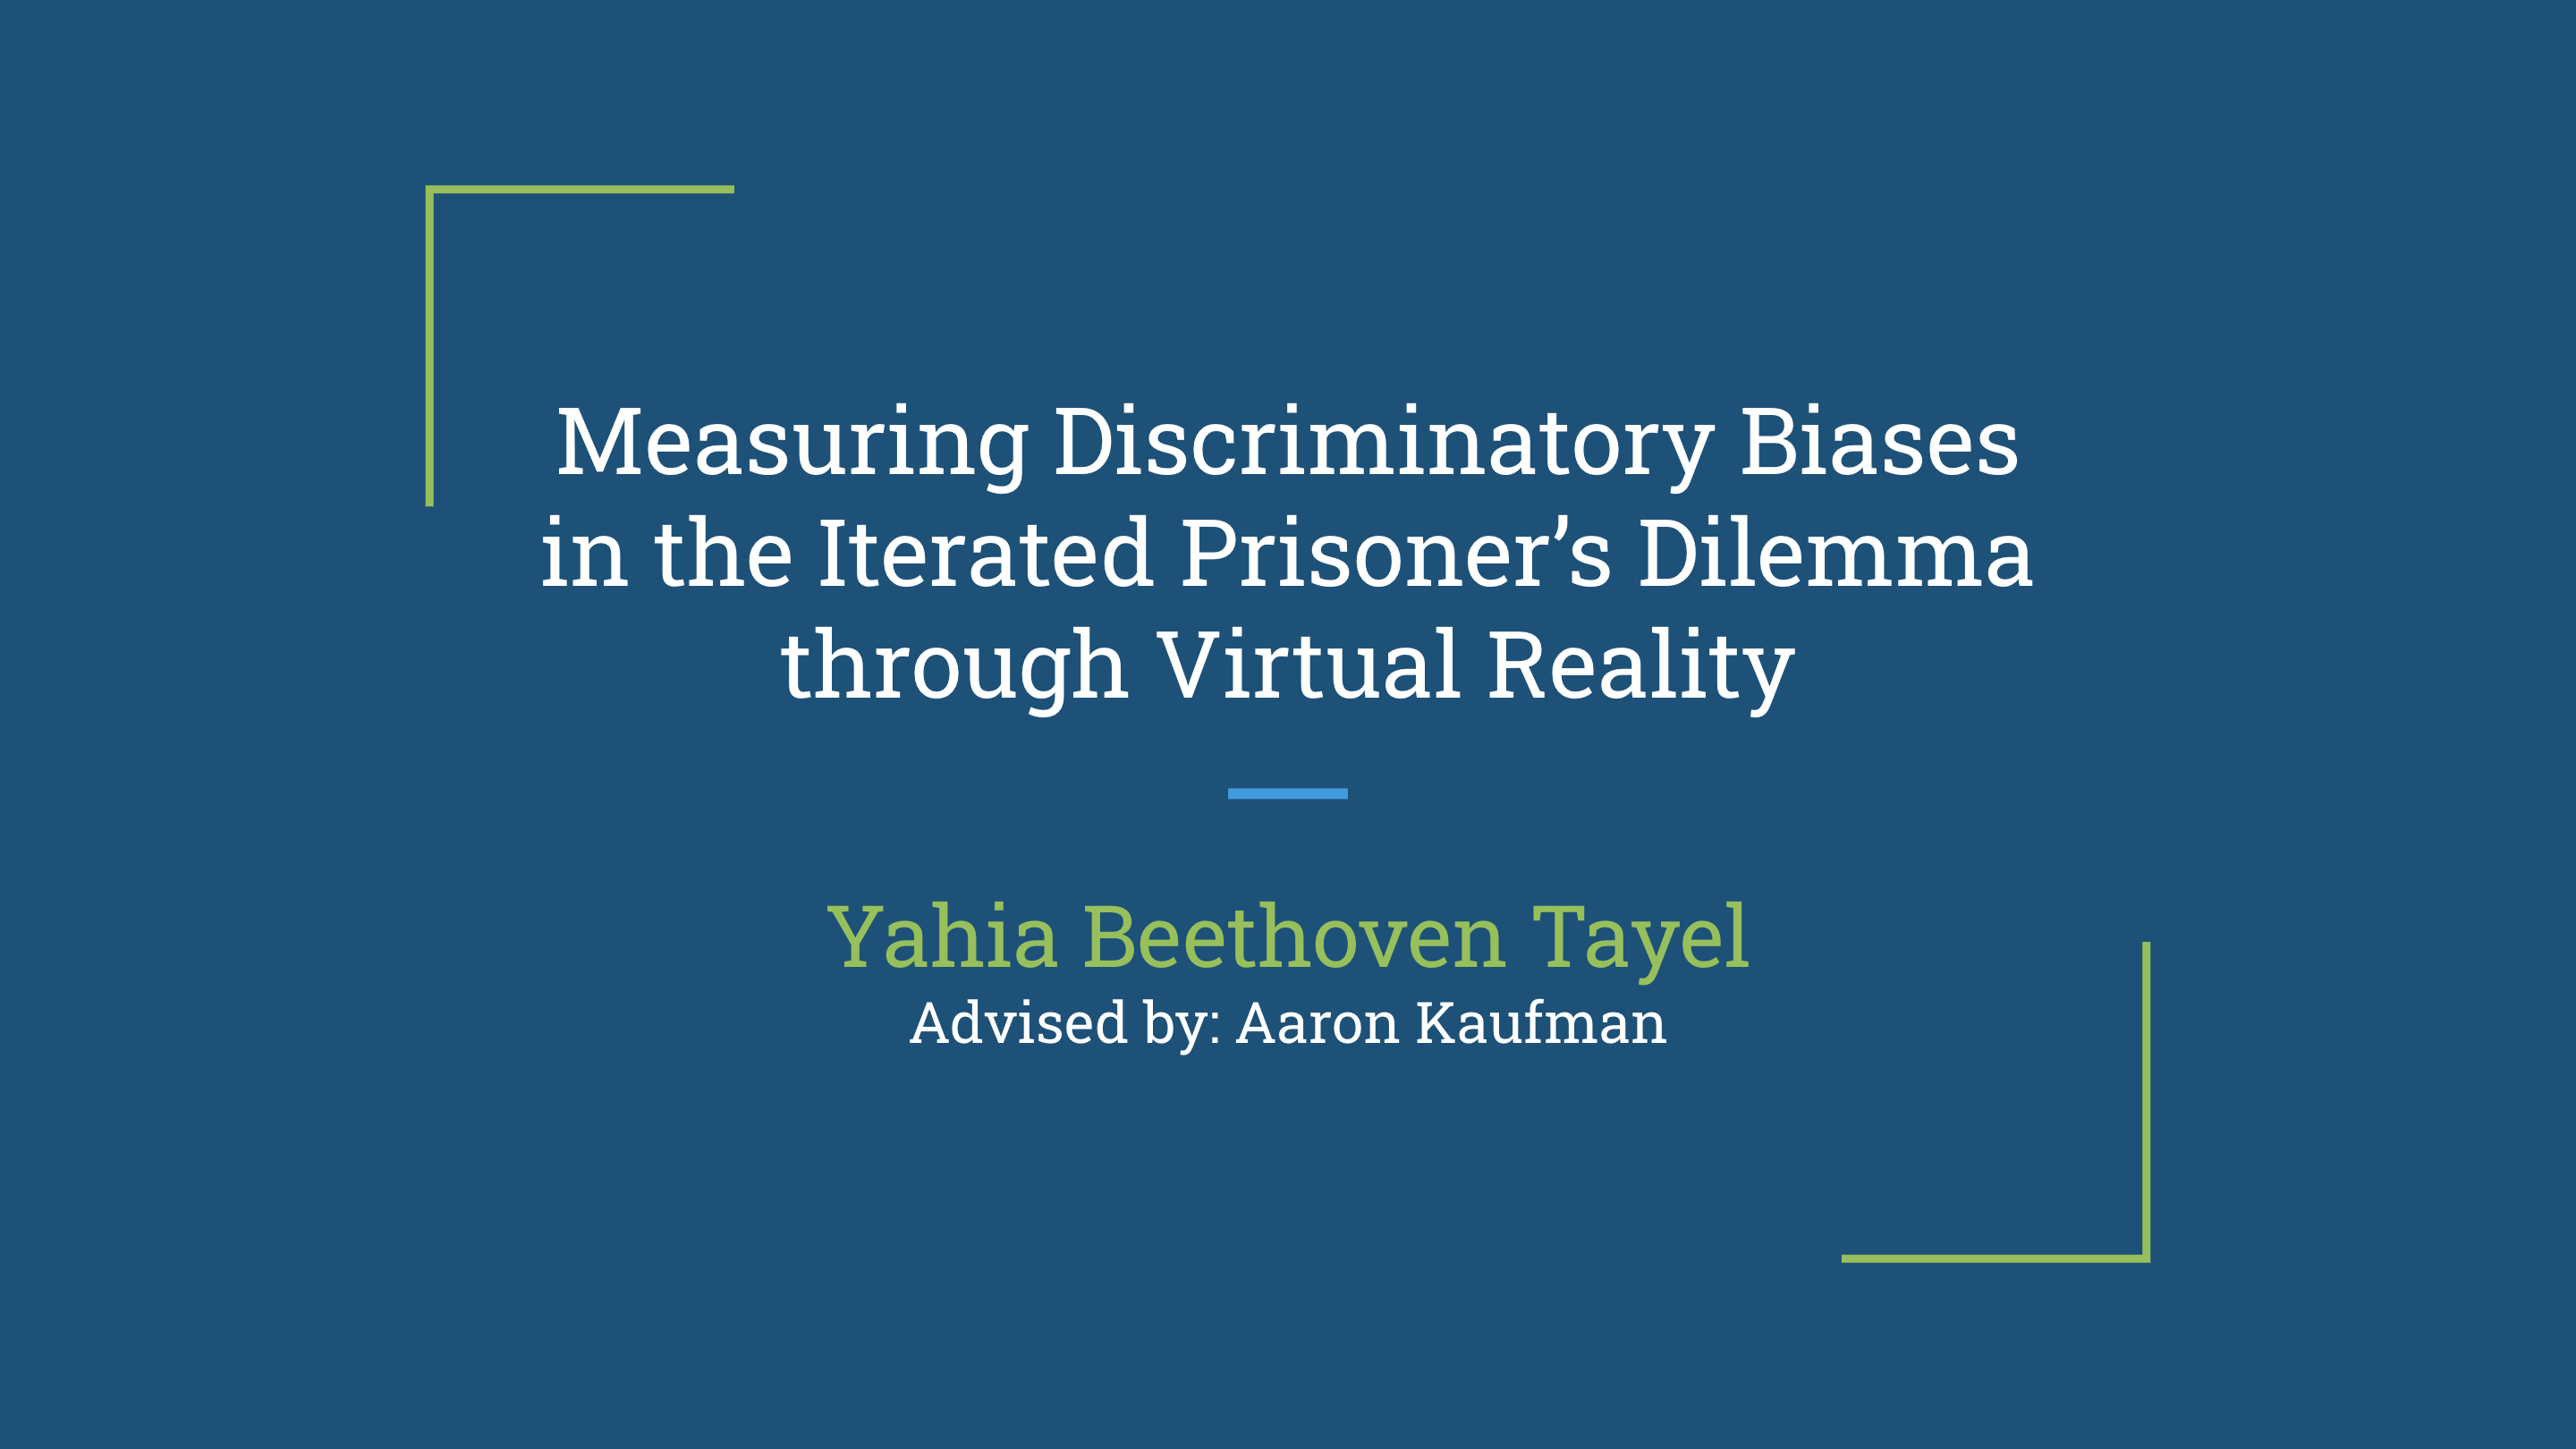 Measuring Discriminatory Biases
in the Iterated Prisoner’s Dilemma
through Virtual Reality
Yahia Beethoven Tayel
Advised by: Aaron Kaufman